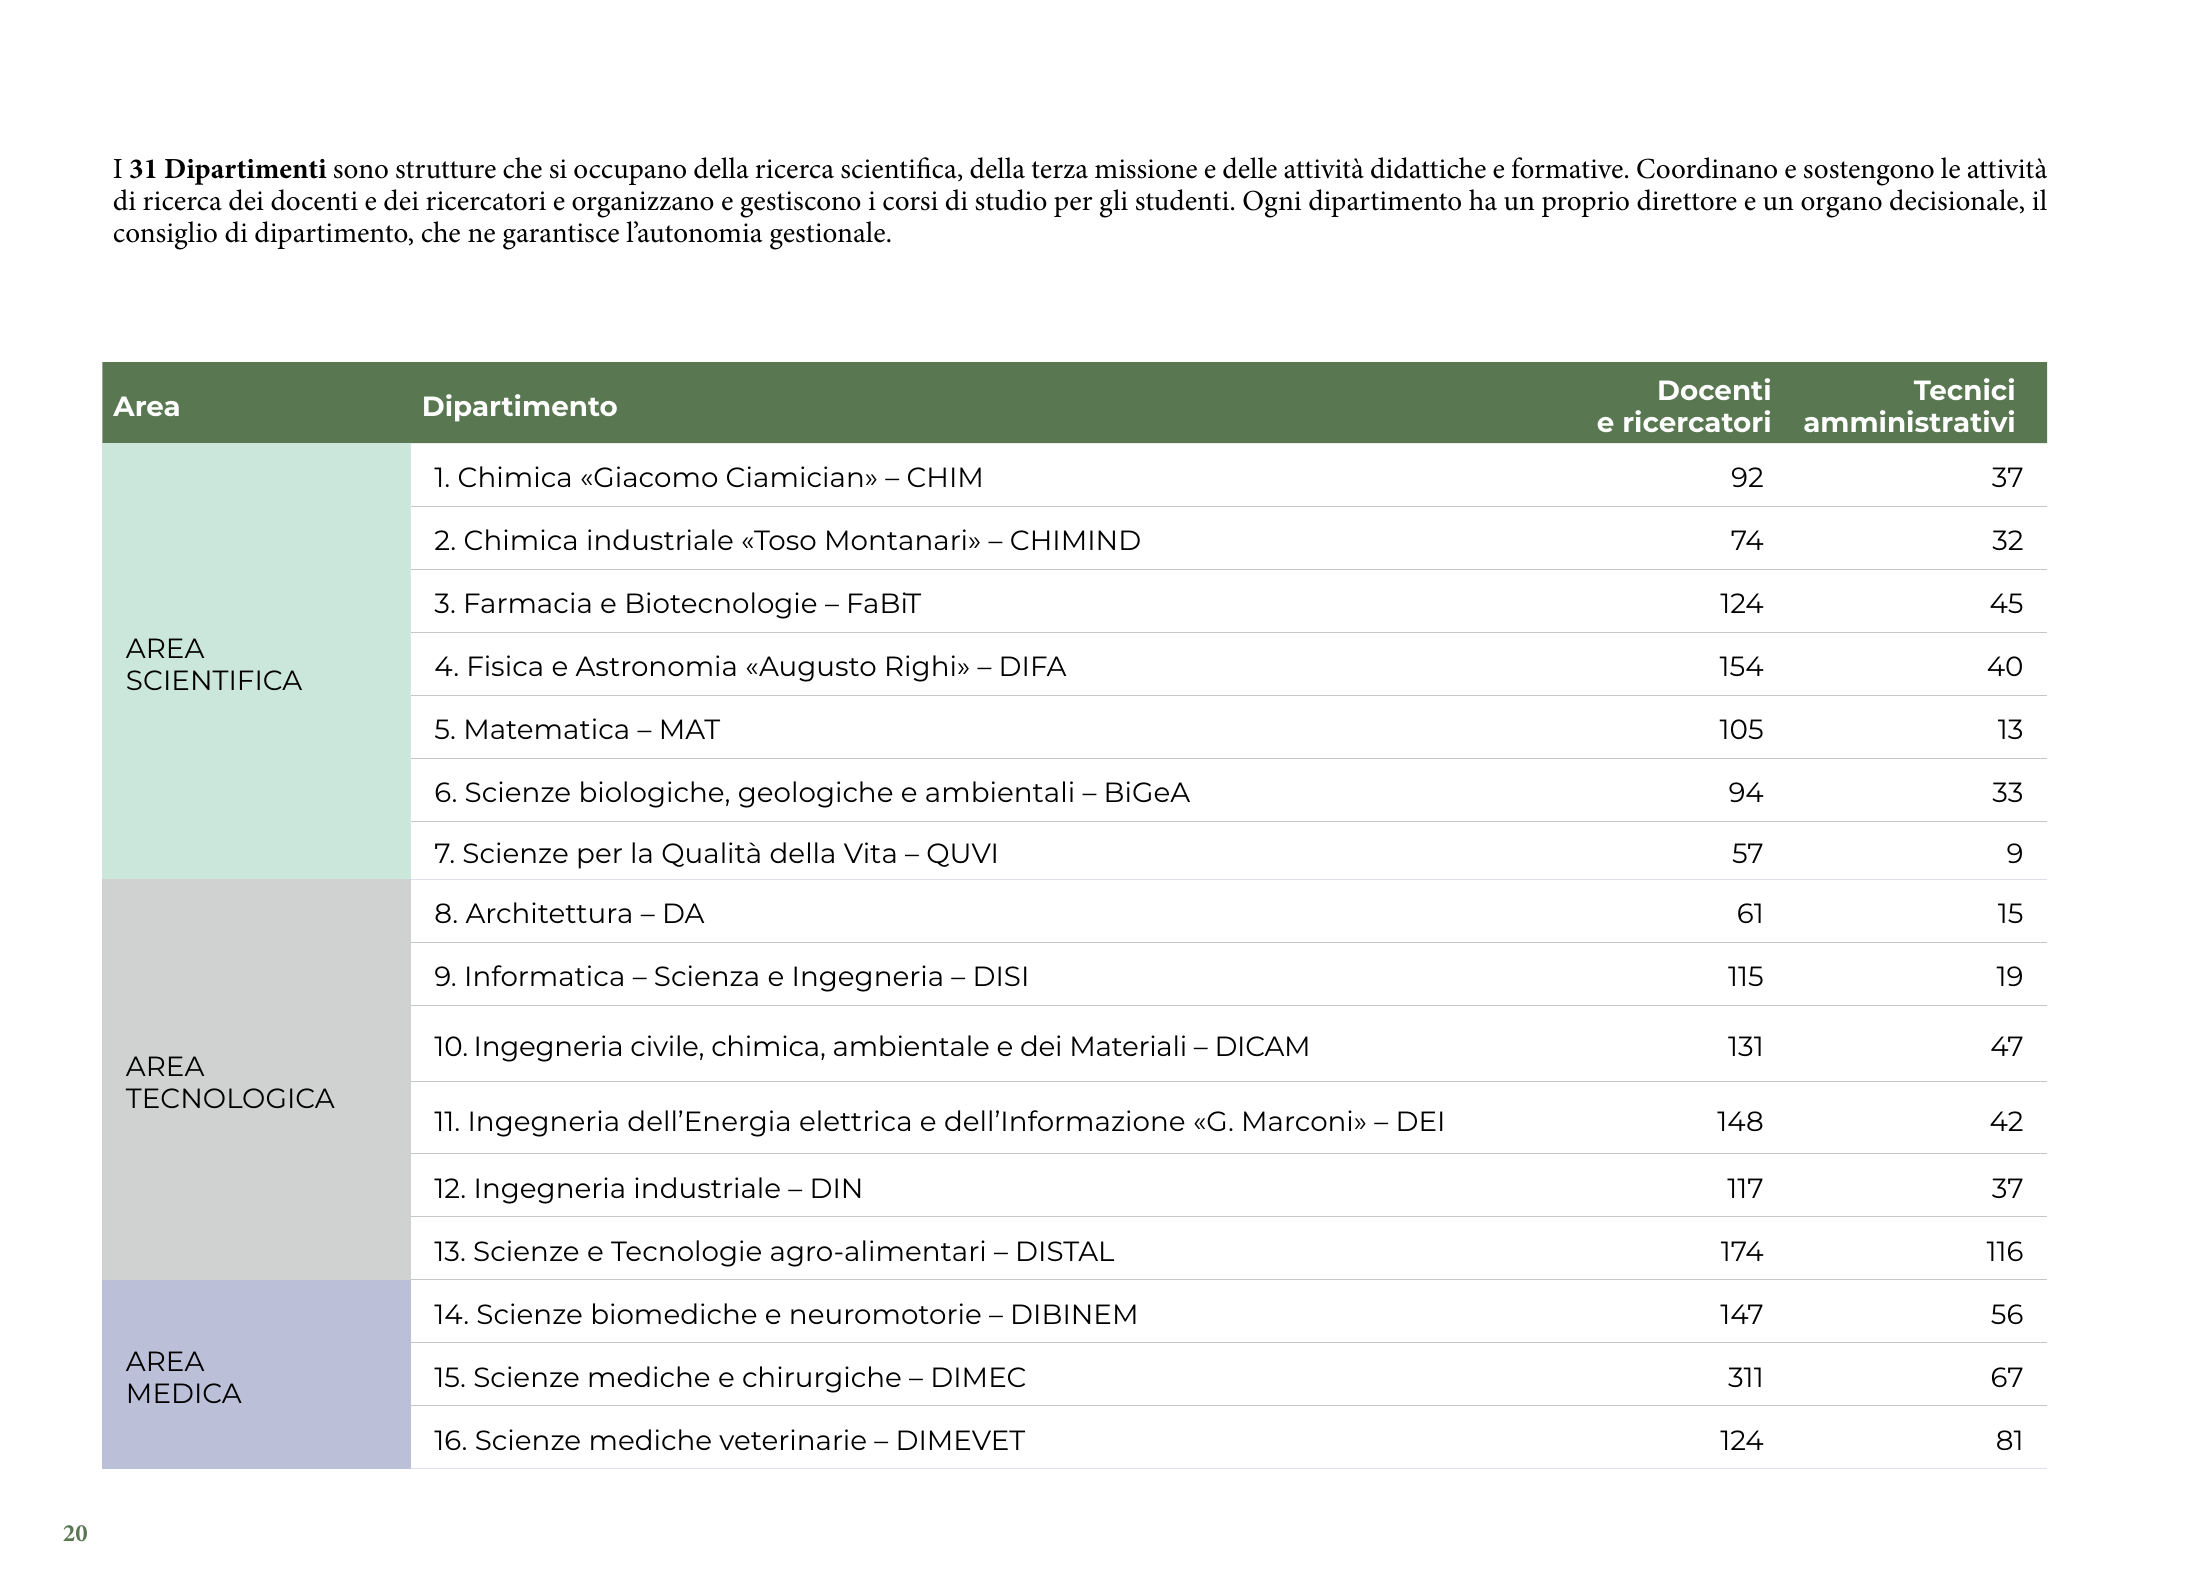 I 31 Dipartimenti sono strutture che si occupano della ricerca scientifica, della terza missione e delle attività didattiche e formative. Coordinano e sostengono le attività
di ricerca dei docenti e dei ricercatori e organizzano e gestiscono i corsi di studio per gli studenti. Ogni dipartimento ha un proprio direttore e un organo decisionale, il
consiglio di dipartimento, che ne garantisce l’autonomia gestionale.
Area Dipartimento Docenti e ricercatori Tecnici amministrativi
AREA
SCIENTIFICA
1. Chimica «Giacomo Ciamician» – CHIM 92 37
2. Chimica industriale «Toso Montanari» – CHIMIND 74 32
3. Farmacia e Biotecnologie – FaBiT 124 45
4. Fisica e Astronomia «Augusto Righi» – DIFA 154 40
5. Matematica – MAT 105 13
6. Scienze biologiche, geologiche e ambientali – BiGeA 94 33
7. Scienze per la Qualità della Vita – QUVI 57 9
AREA
TECNOLOGICA
8. Architettura – DA 61 15
9. Informatica – Scienza e Ingegneria – DISI 115 19
10. Ingegneria civile, chimica, ambientale e dei Materiali – DICAM 131 47
11. Ingegneria dell’Energia elettrica e dell’Informazione «G. Marconi» – DEI 148 42
12. Ingegneria industriale – DIN 117 37
13. Scienze e Tecnologie agro-alimentari – DISTAL 174 116
AREA
MEDICA
14. Scienze biomediche e neuromotorie – DIBINEM 147 56
15. Scienze mediche e chirurgiche – DIMEC 311 67
16. Scienze mediche veterinarie – DIMEVET 124 81
20